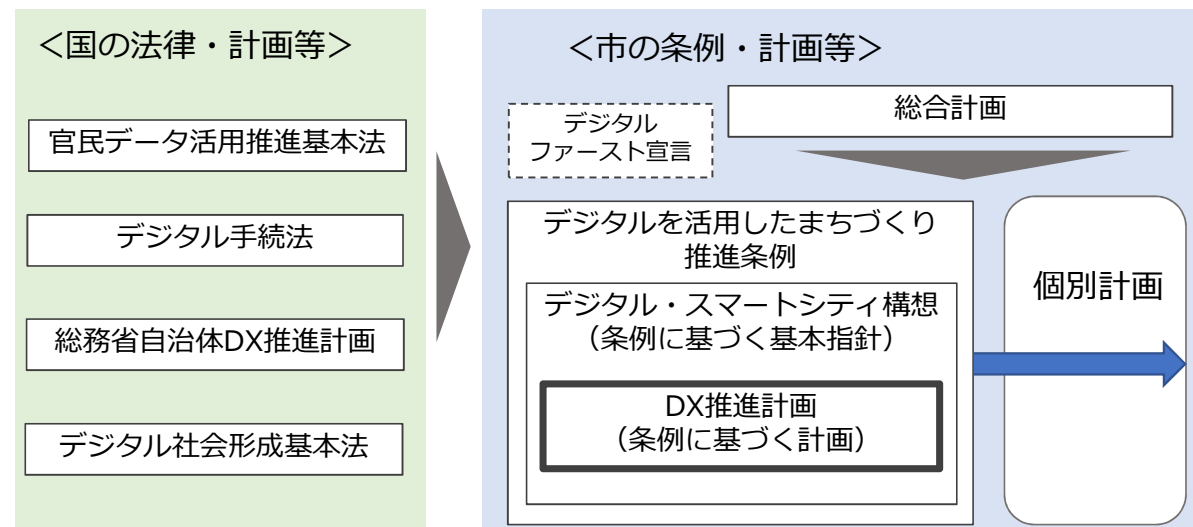 ＜国の法律・計画等＞
官民データ活用推進基本法
デジタル手続法
総務省自治体DX推進計画
デジタル社会形成基本法
＜市の条例・計画等＞
デジタル
ファースト宣言
総合計画
デジタルを活用したまちづくり
推進条例
デジタル・スマートシティ構想
（条例に基づく基本指針）
DX推進計画
（条例に基づく計画）
個別計画